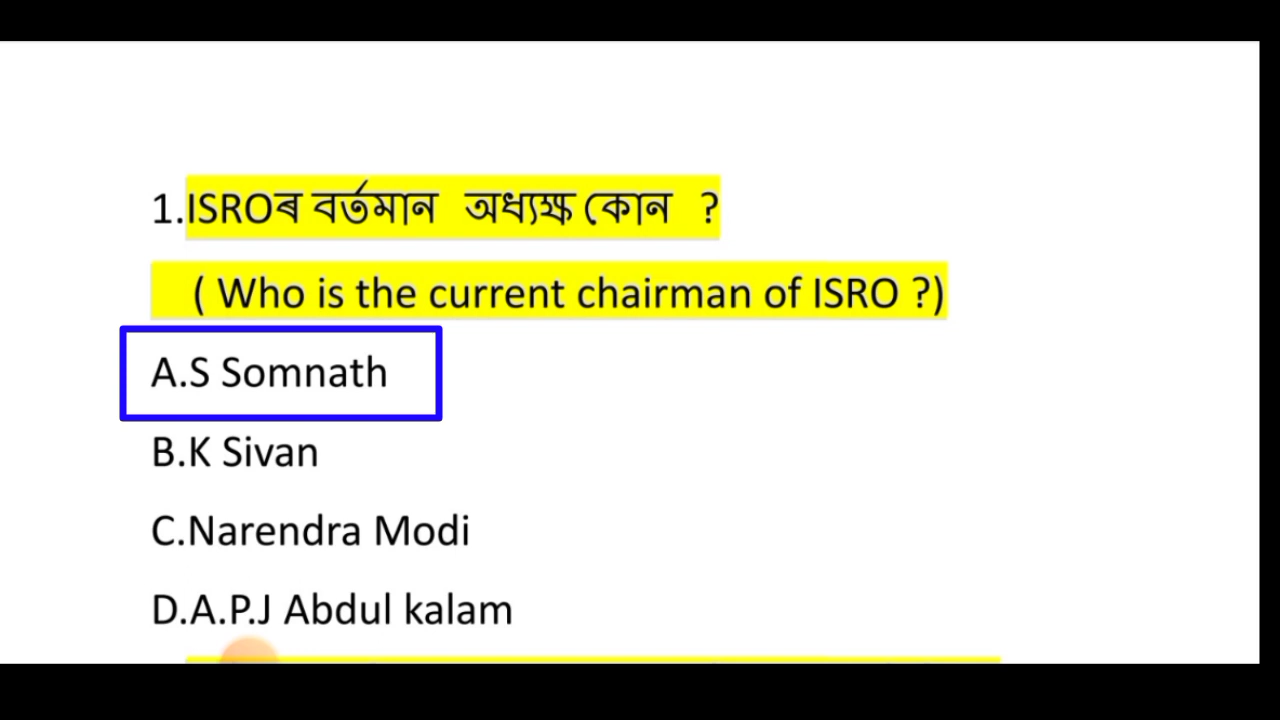 1.ISROৰ বৰ্তমান অধ্যক্ষ কোন ?
( Who is the current chairman of ISRO ?)
A.S Somnath
B.K Sivan
C.Narendra Modi
D.A.P.J Abdul kalam